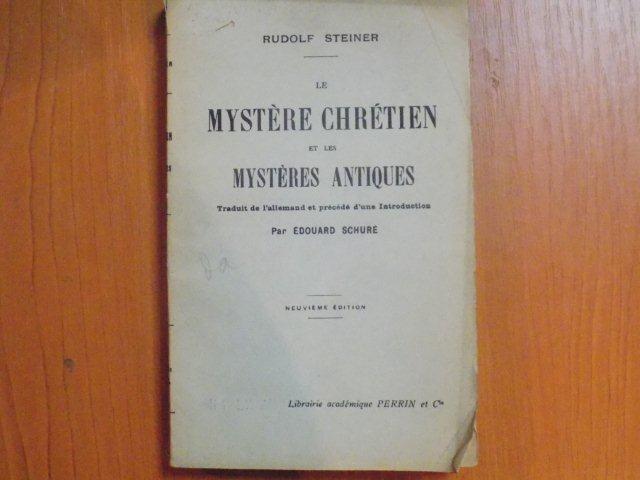 RUDOLF STEINER
LE
MYSTÈRE CHRÉTIEN
ET LES
MYSTÈRES ANTIQUES
Traduit de l'allemand et précédé d'une Introduction
Par ÉDOUARD SCHURÉ
NEUVIÈME ÉDITION
Librairie académique PERRIN et Cie